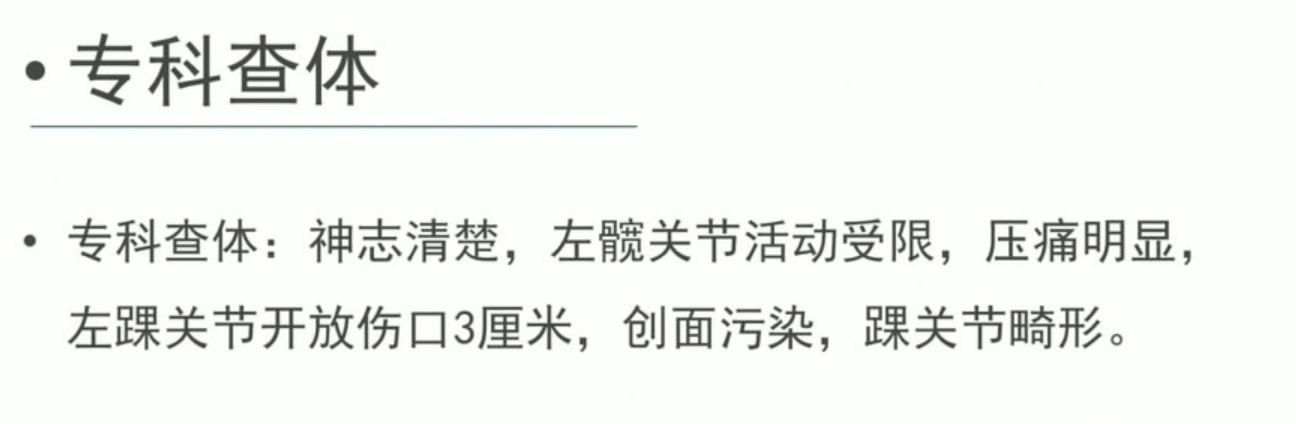 • 专科查体
• 专科查体：神志清楚，左髋关节活动受限，压痛明显，
左踝关节开放伤口3厘米，创面污染，踝关节畸形。